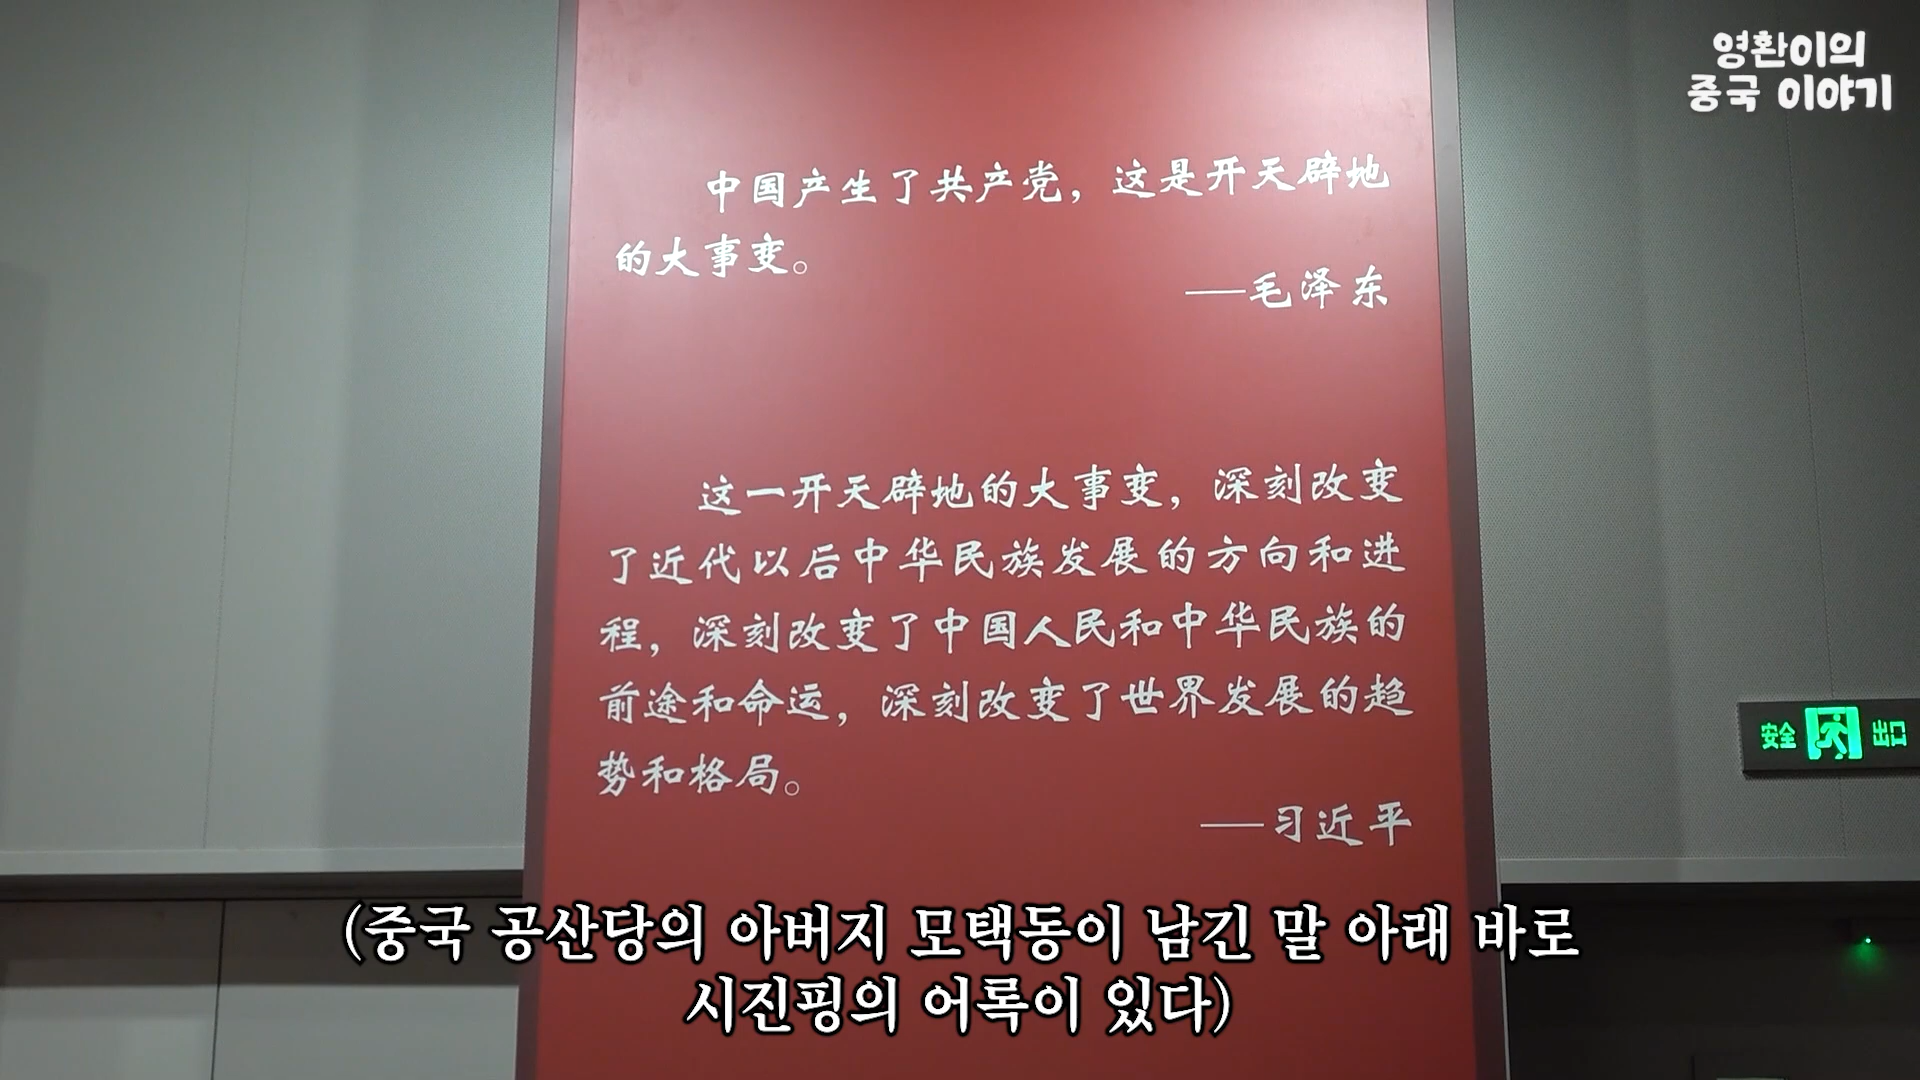 영환이의
중국 이야기
中国产生了共产党，这是开天辟地
的大事变。
——毛泽东
这一开天辟地的大事变，深刻改变
了近代以后中华民族发展的方向和进
程，深刻改变了中国人民和中华民族的
前途和命运，深刻改变了世界发展的趋
势和格局。
——习近平
安全 出口
(중국 공산당의 아버지 모택동이 남긴 말 아래 바로
시진핑의 어록이 있다)